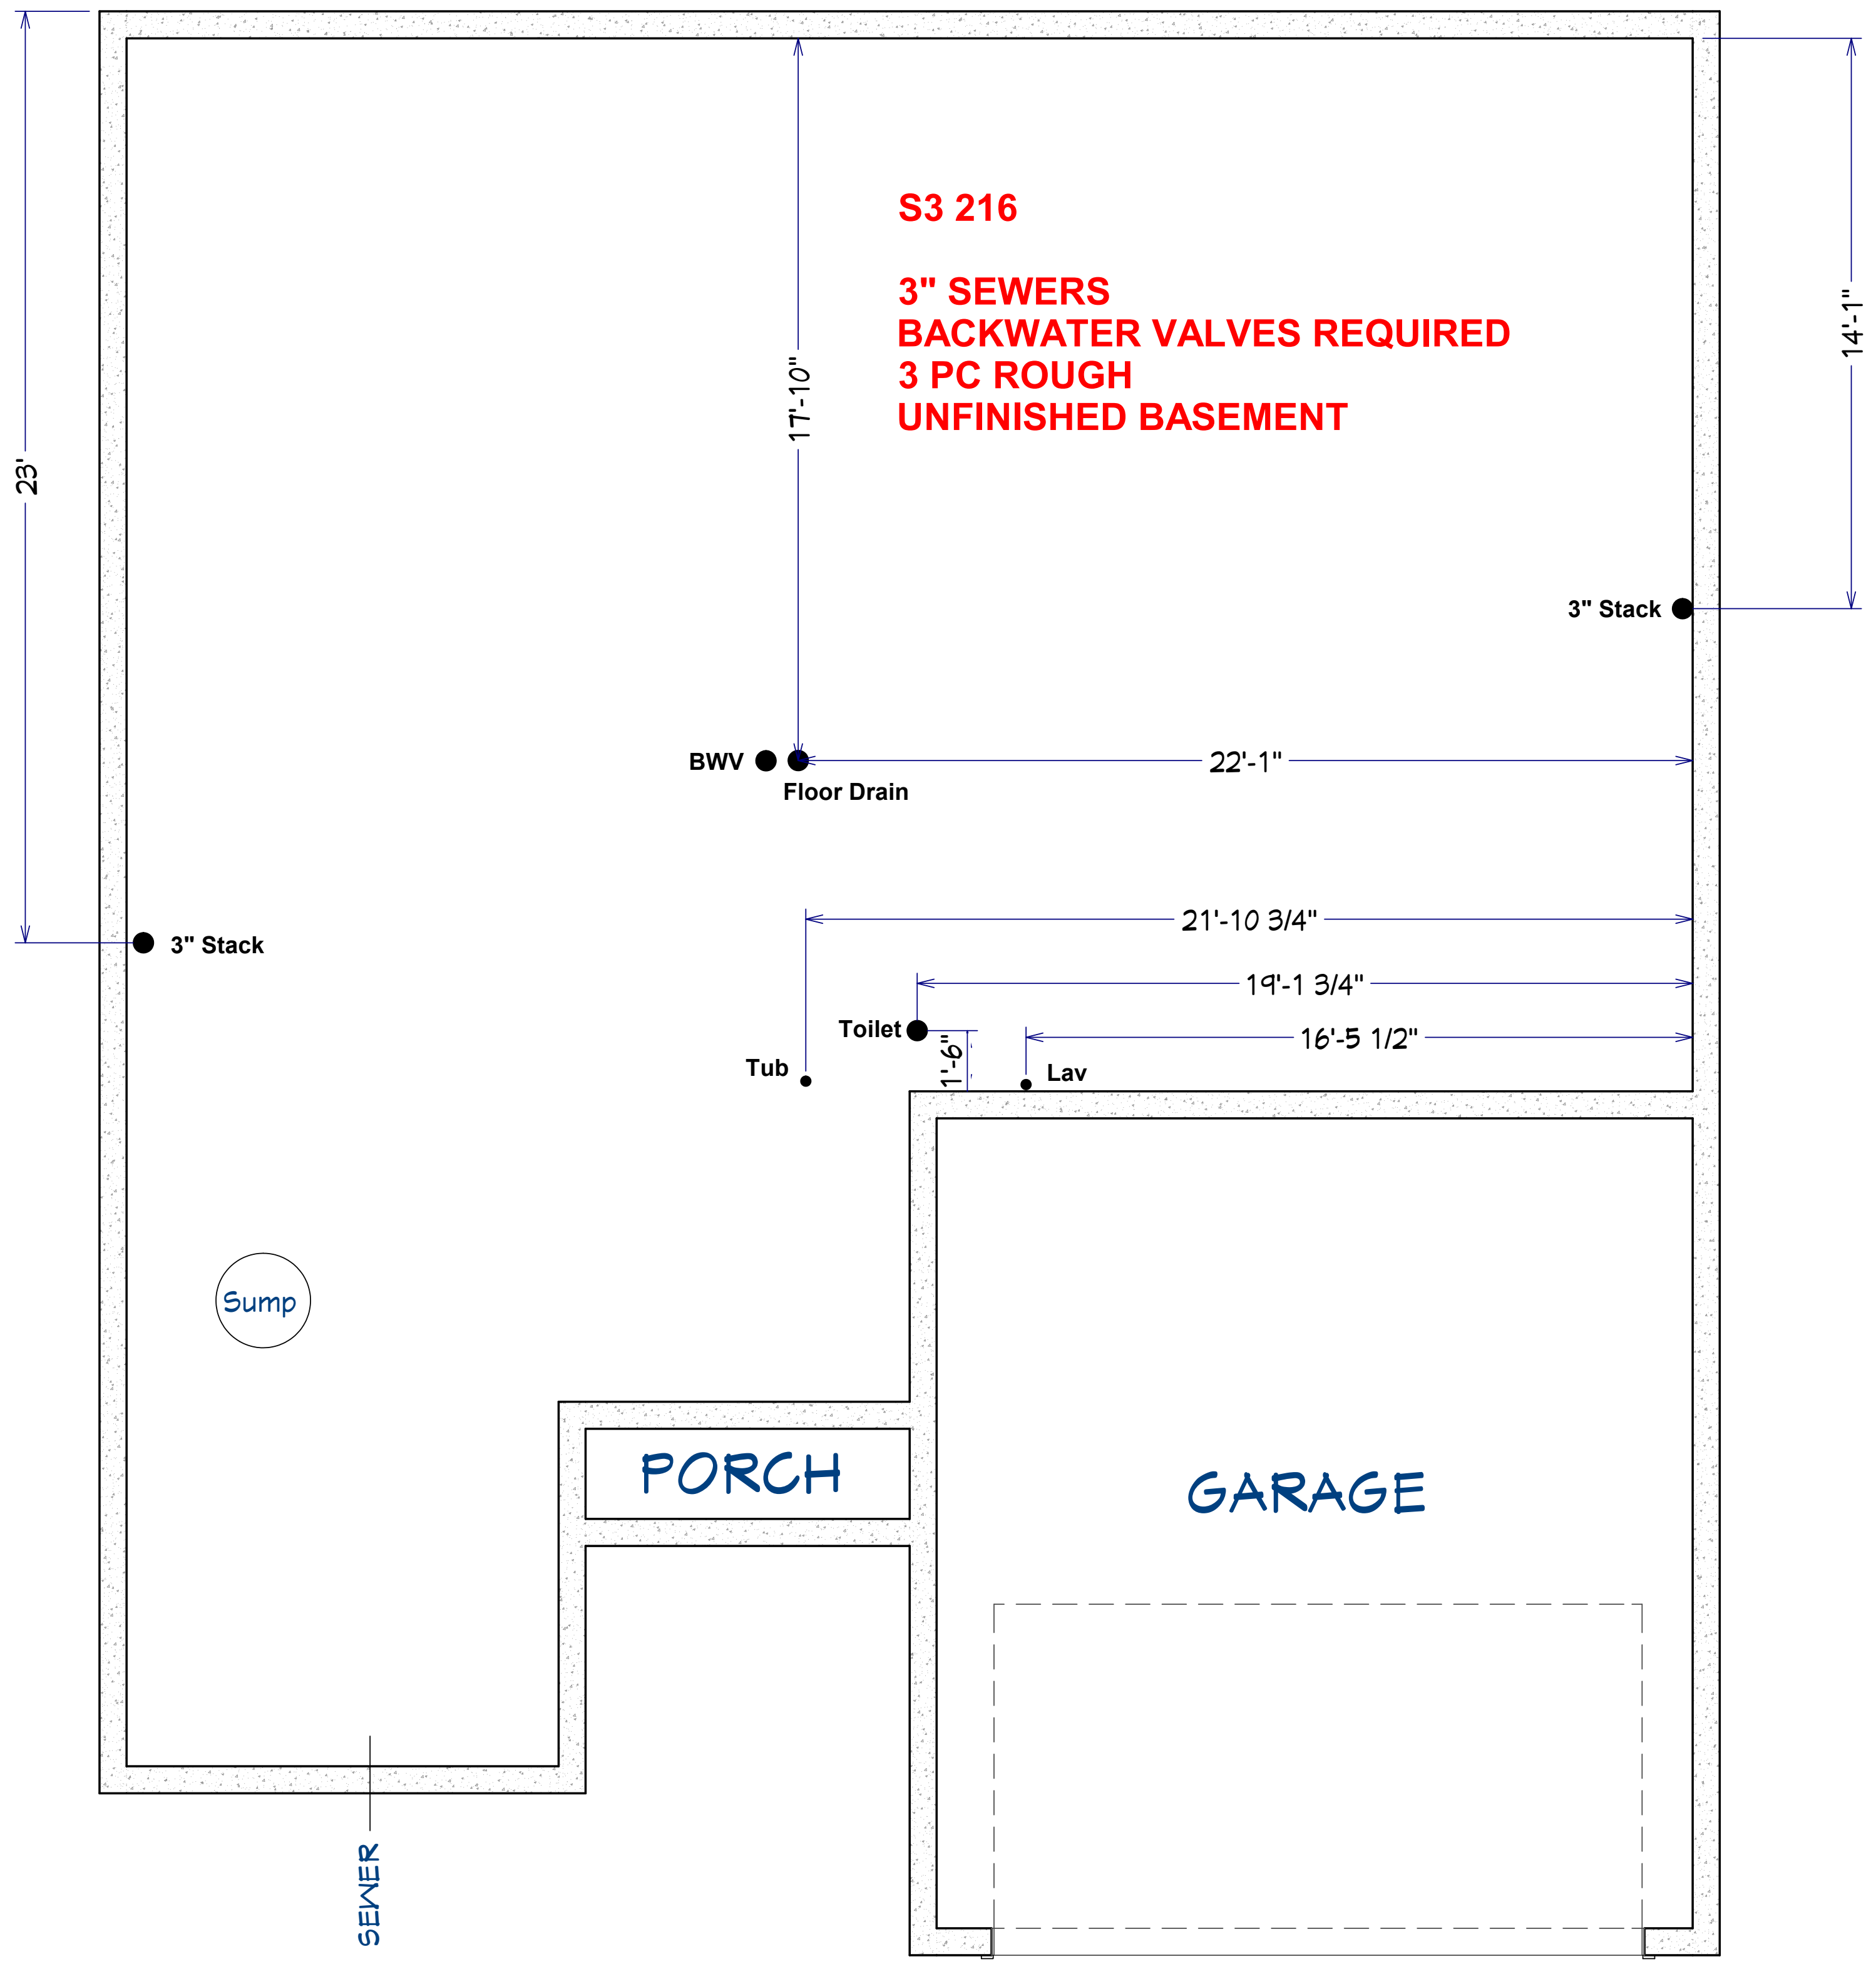 S3 216
3" SEWERS
BACKWATER VALVES REQUIRED
3 PC ROUGH
UNFINISHED BASEMENT
14'-1"
17'-10"
23'
3" Stack
BWV
22'-1"
Floor Drain
21'-10 3/4"
3" Stack
19'-1 3/4"
Toilet
16'-5 1/2"
1'-6"
Tub
Lav
Sump
PORCH
GARAGE
SEWER